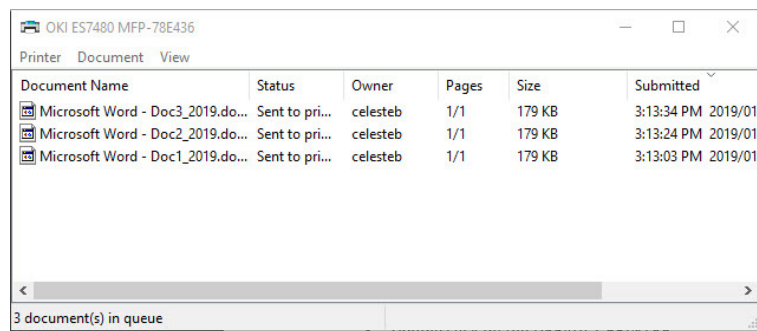 OKI ES7480 MFP-78E436
Printer Document View
Document Name Status Owner Pages Size Submitted
Microsoft Word - Doc3_2019.do... Sent to pri... celesteb 1/1 179 KB 3:13:34 PM 2019/01
Microsoft Word - Doc2_2019.do... Sent to pri... celesteb 1/1 179 KB 3:13:24 PM 2019/01
Microsoft Word - Doc1_2019.do... Sent to pri... celesteb 1/1 179 KB 3:13:03 PM 2019/01
3 document(s) in queue